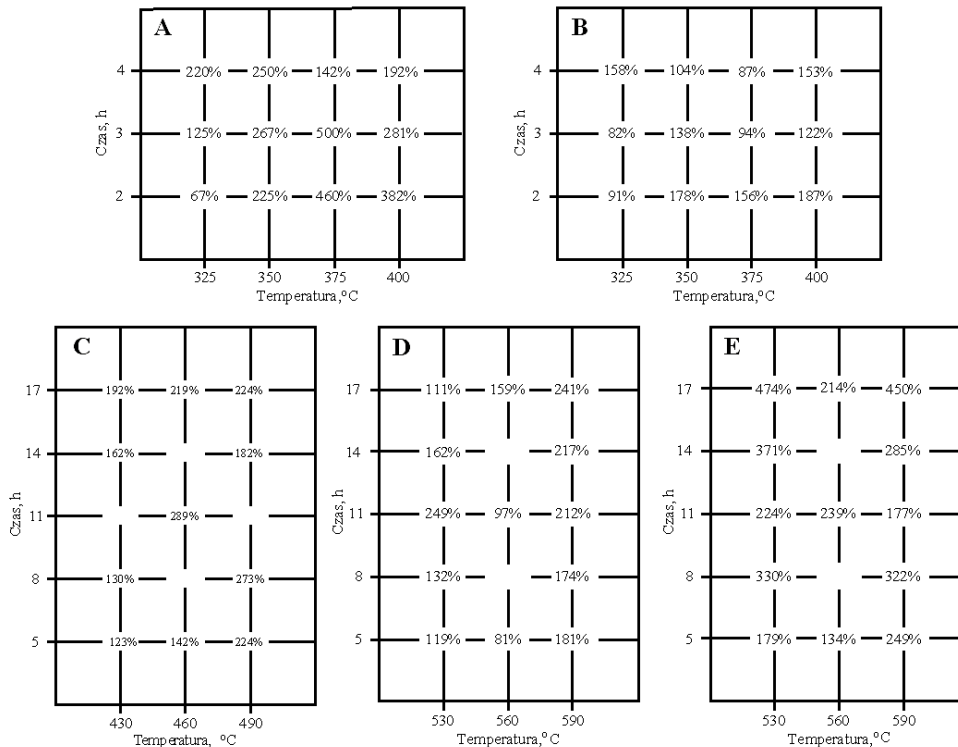 A
4 220% 250% 142% 192%
3 125% 267% 500% 281%
2 67% 225% 460% 382%
Czas, h
325 350 375 400
Temperatura,°C
B
4 158% 104% 87% 153%
3 82% 138% 94% 122%
2 91% 178% 156% 187%
Czas, h
325 350 375 400
Temperatura,°C
C
17 192% 219% 224%
14 162% 182%
11 289%
8 130% 273%
5 123% 142% 224%
Czas, h
430 460 490
Temperatura, °C
D
17 111% 159% 241%
14 162% 217%
11 249% 97% 212%
8 132% 174%
5 119% 81% 181%
Czas, h
530 560 590
Temperatura,°C
E
17 474% 214% 450%
14 371% 285%
11 224% 239% 177%
8 330% 322%
5 179% 134% 249%
Czas, h
530 560 590
Temperatura,°C